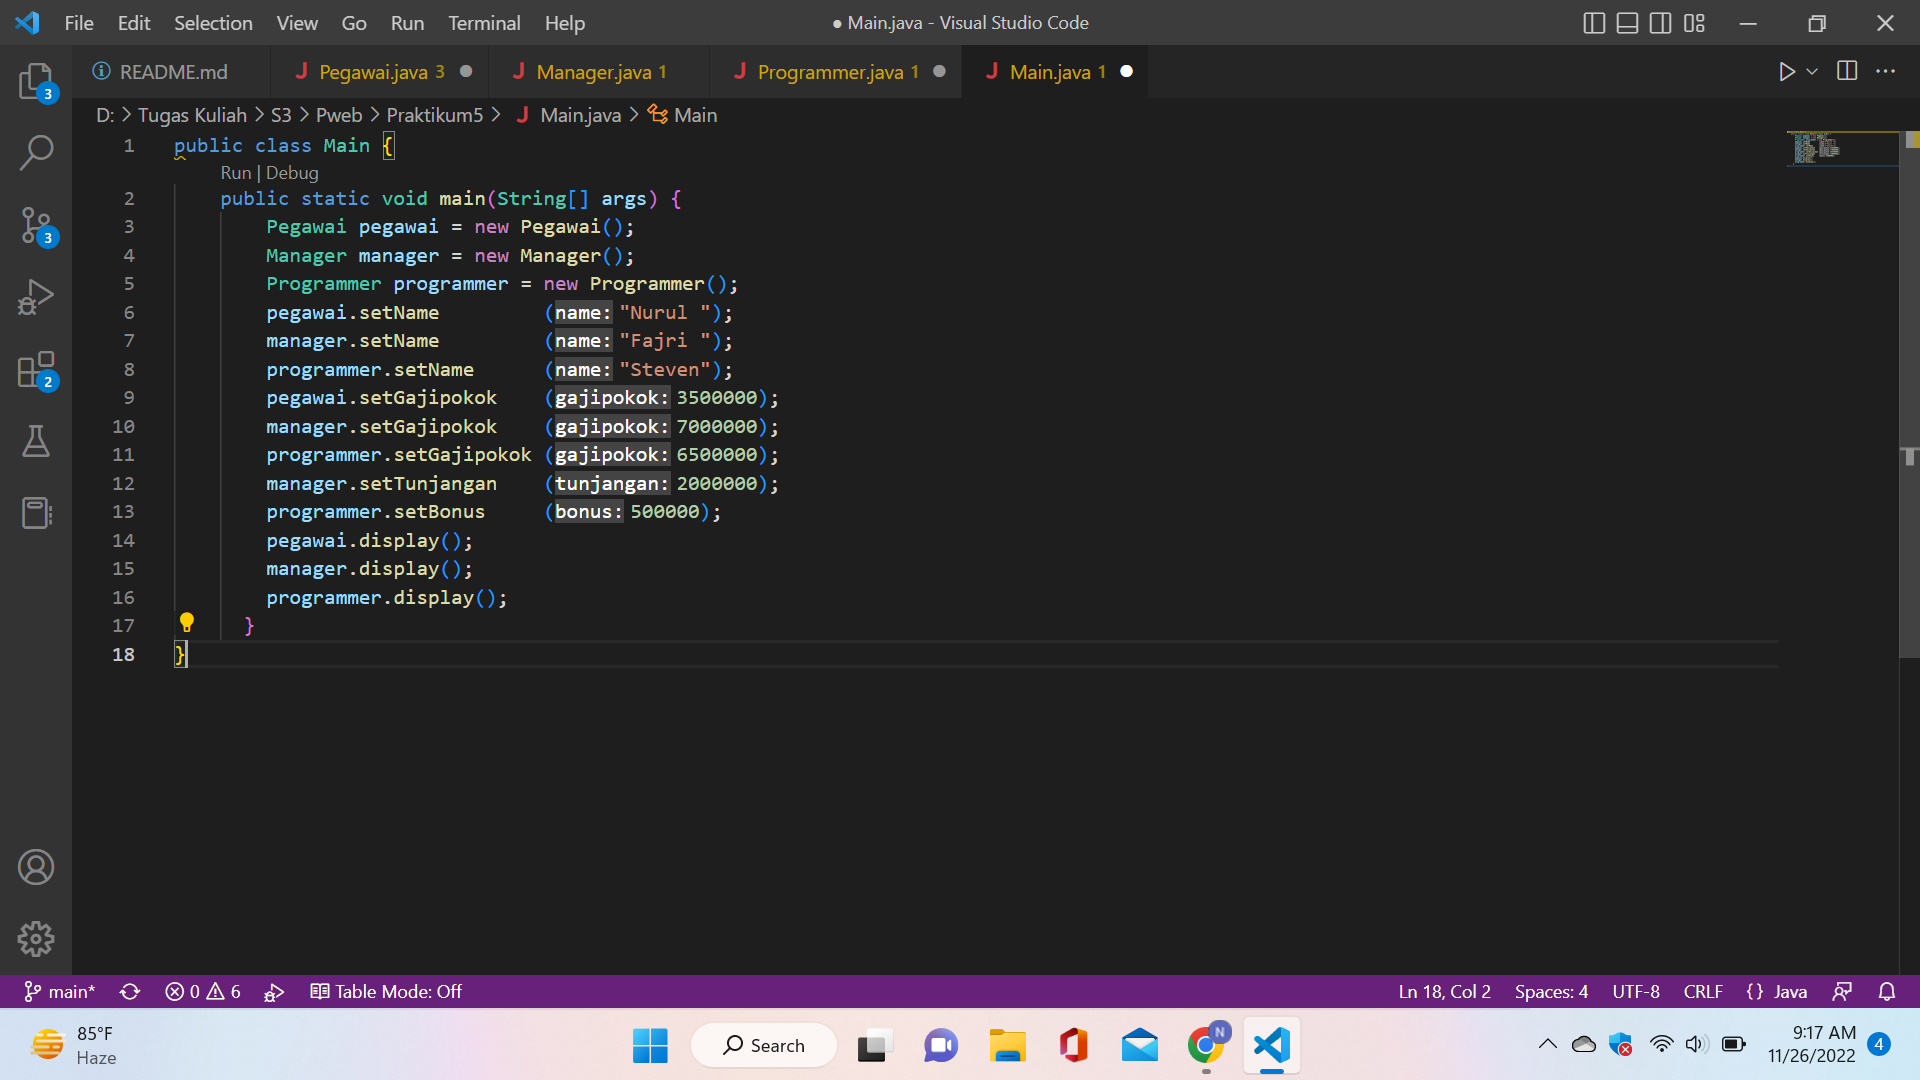 File Edit Selection View Go Run Terminal Help ● Main.java - Visual Studio Code
README.md Pegawai.java 3 Manager.java 1 Programmer.java 1 Main.java 1
D: > Tugas Kuliah > S3 > Pweb > Praktikum5 > Main.java > Main
1 public class Main {
Run | Debug
2 public static void main(String[] args) {
3 Pegawai pegawai = new Pegawai();
4 Manager manager = new Manager();
5 Programmer programmer = new Programmer();
6 pegawai.setName (name: "Nurul ");
7 manager.setName (name: "Fajri ");
8 programmer.setName (name: "Steven");
9 pegawai.setGajipokok (gajipokok: 3500000);
10 manager.setGajipokok (gajipokok: 7000000);
11 programmer.setGajipokok (gajipokok: 6500000);
12 manager.setTunjangan (tunjangan: 2000000);
13 programmer.setBonus (bonus: 500000);
14 pegawai.display();
15 manager.display();
16 programmer.display();
17 }
18 }
3
3
2
main* 0 6 Table Mode: Off Ln 18, Col 2 Spaces: 4 UTF-8 CRLF {} Java
85°F
Haze
Search
N
9:17 AM
11/26/2022
4